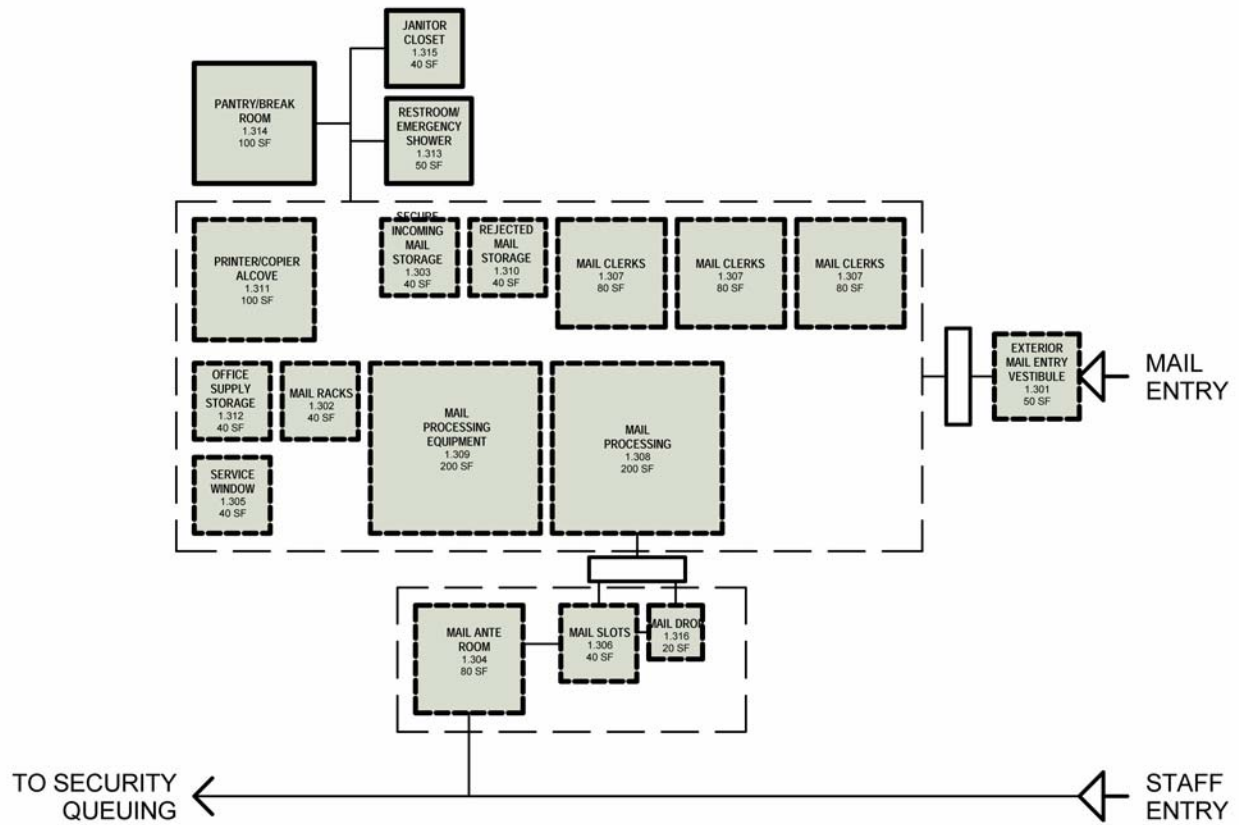 JANITOR
CLOSET
1.315
40 SF
PANTRY/BREAK
ROOM
1.314
100 SF
RESTROOM/
EMERGENCY
SHOWER
1.313
50 SF
PRINTER/COPIER
ALCOVE
1.311
100 SF
SECURE
INCOMING
MAIL
STORAGE
1.303
40 SF
REJECTED
MAIL
STORAGE
1.310
40 SF
MAIL CLERKS
1.307
80 SF
MAIL CLERKS
1.307
80 SF
MAIL CLERKS
1.307
80 SF
EXTERIOR
MAIL ENTRY
VESTIBULE
1.301
50 SF
MAIL
ENTRY
OFFICE
SUPPLY
STORAGE
1.312
40 SF
MAIL RACKS
1.302
40 SF
MAIL
PROCESSING
EQUIPMENT
1.309
200 SF
MAIL
PROCESSING
1.308
200 SF
SERVICE
WINDOW
1.305
40 SF
MAIL ANTE
ROOM
1.304
80 SF
MAIL SLOTS
1.306
40 SF
MAIL DROP
1.316
20 SF
TO SECURITY
QUEUING
STAFF
ENTRY